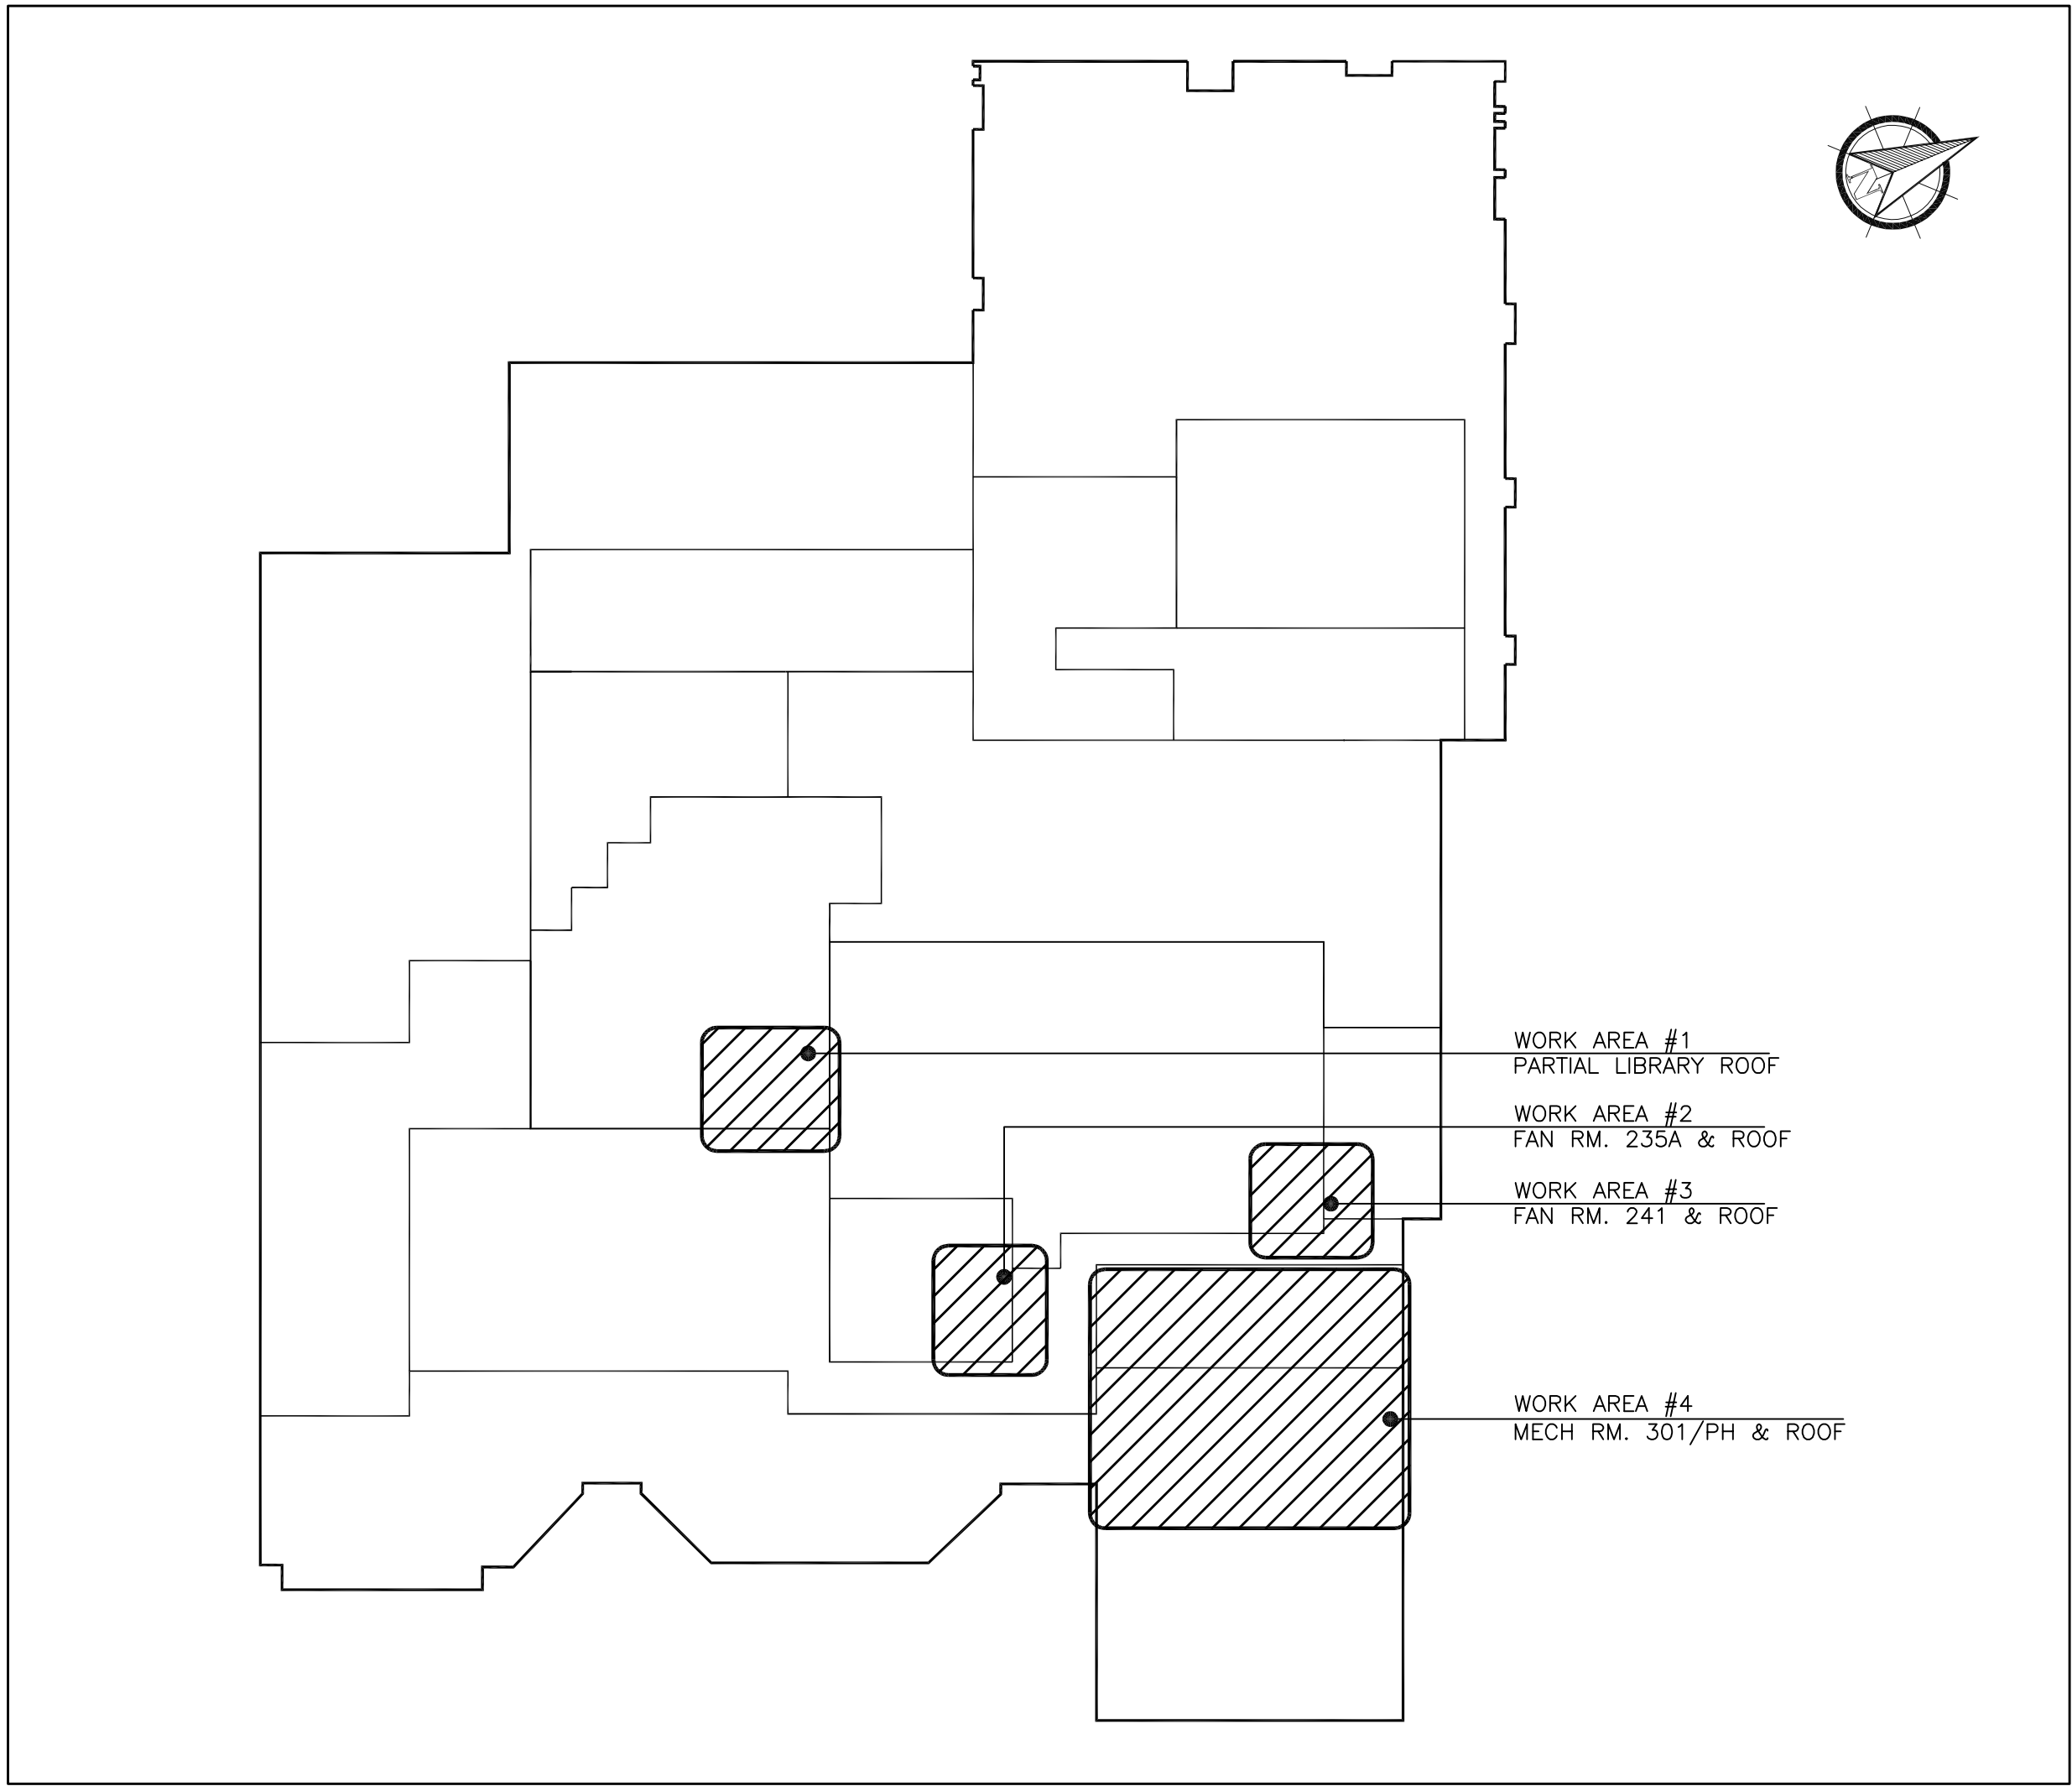 N
WORK AREA #1
PARTIAL LIBRARY ROOF
WORK AREA #2
FAN RM. 235A & ROOF
WORK AREA #3
FAN RM. 241 & ROOF
WORK AREA #4
MECH RM. 301/PH & ROOF